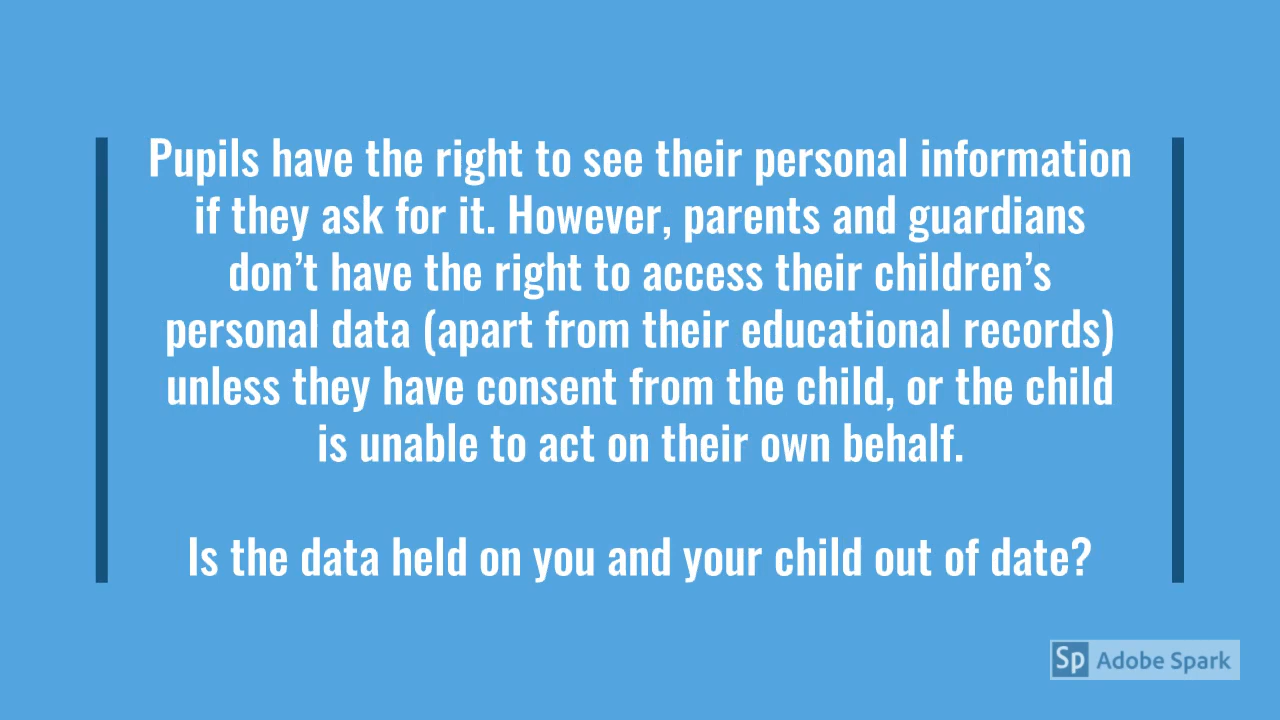 Pupils have the right to see their personal information
if they ask for it. However, parents and guardians
don’t have the right to access their children’s
personal data (apart from their educational records)
unless they have consent from the child, or the child
is unable to act on their own behalf.
Is the data held on you and your child out of date?
Sp Adobe Spark